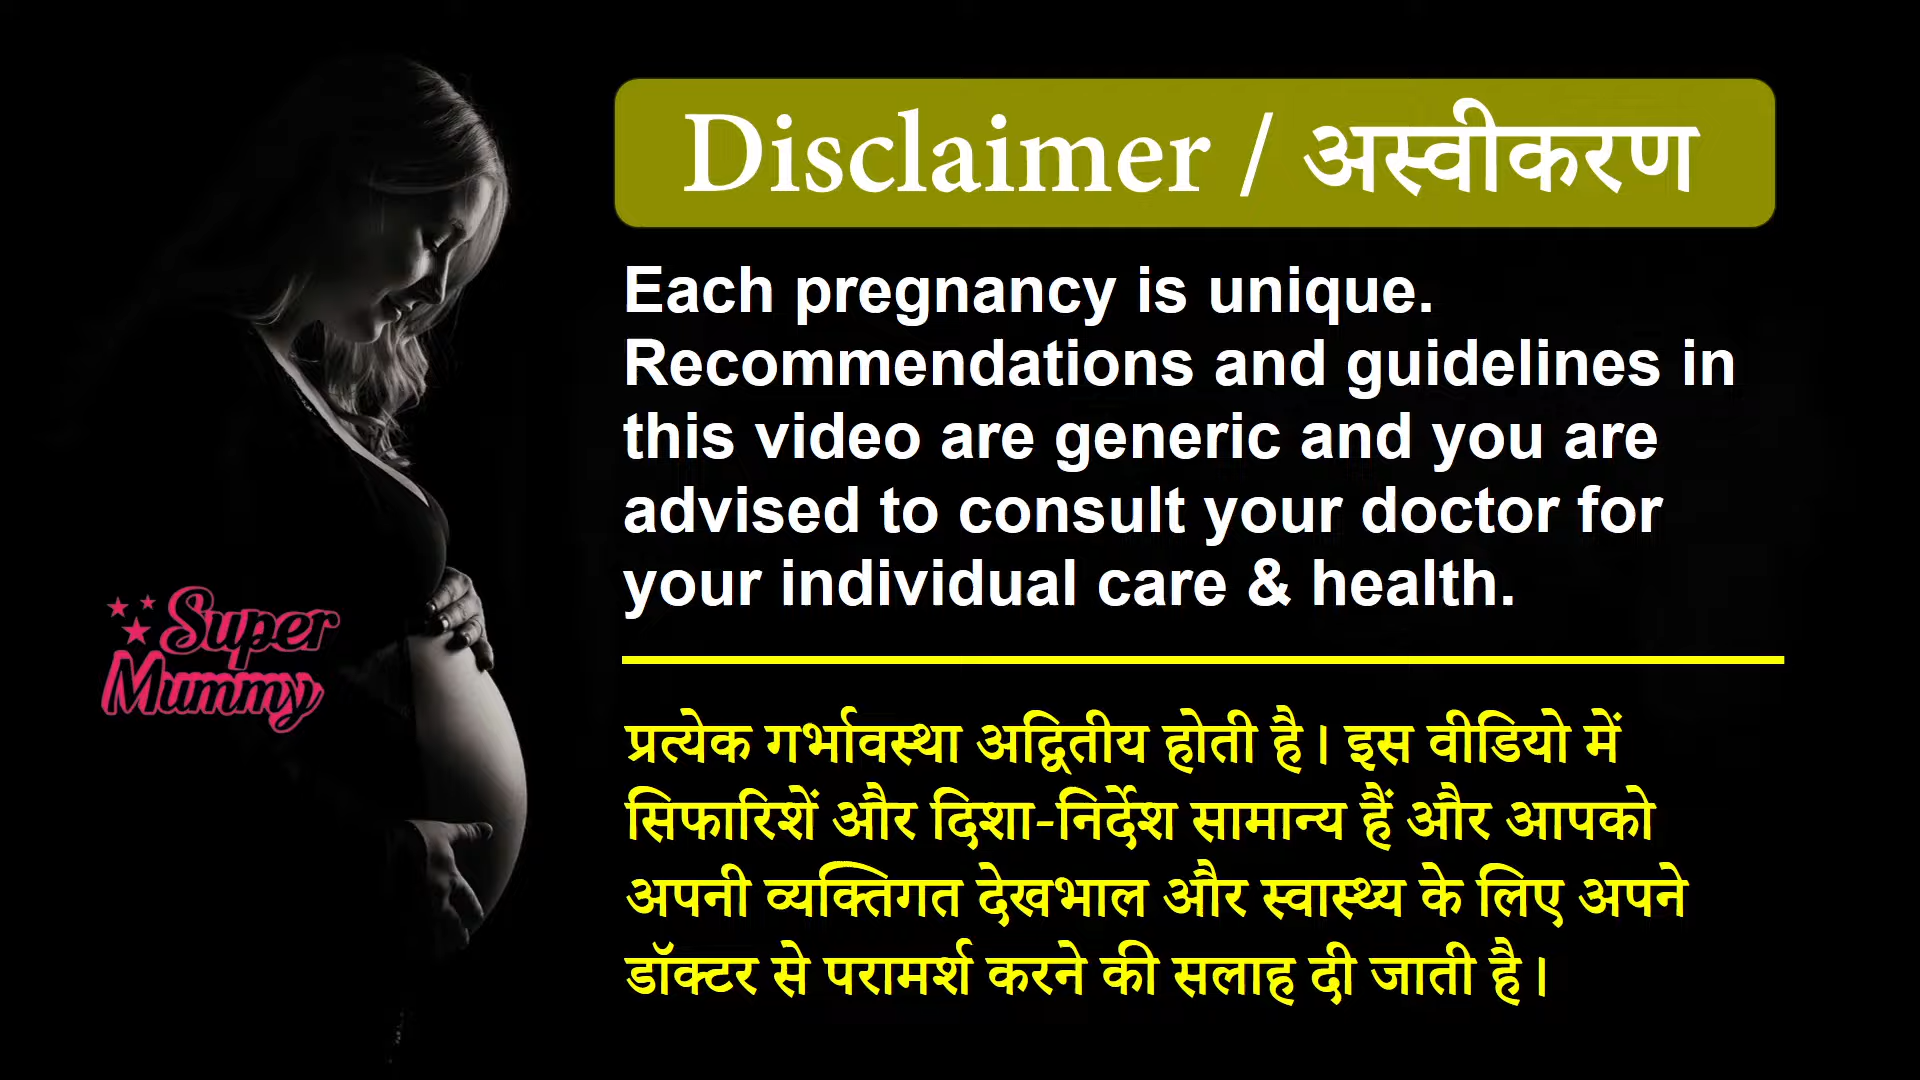 Disclaimer / अस्वीकरण
Each pregnancy is unique.
Recommendations and guidelines in
this video are generic and you are
advised to consult your doctor for
your individual care & health.
प्रत्येक गर्भावस्था अद्वितीय होती है। इस वीडियो में
सिफारिशें और दिशा-निर्देश सामान्य हैं और आपको
अपनी व्यक्तिगत देखभाल और स्वास्थ्य के लिए अपने
डॉक्टर से परामर्श करने की सलाह दी जाती है।
Super
Mummy